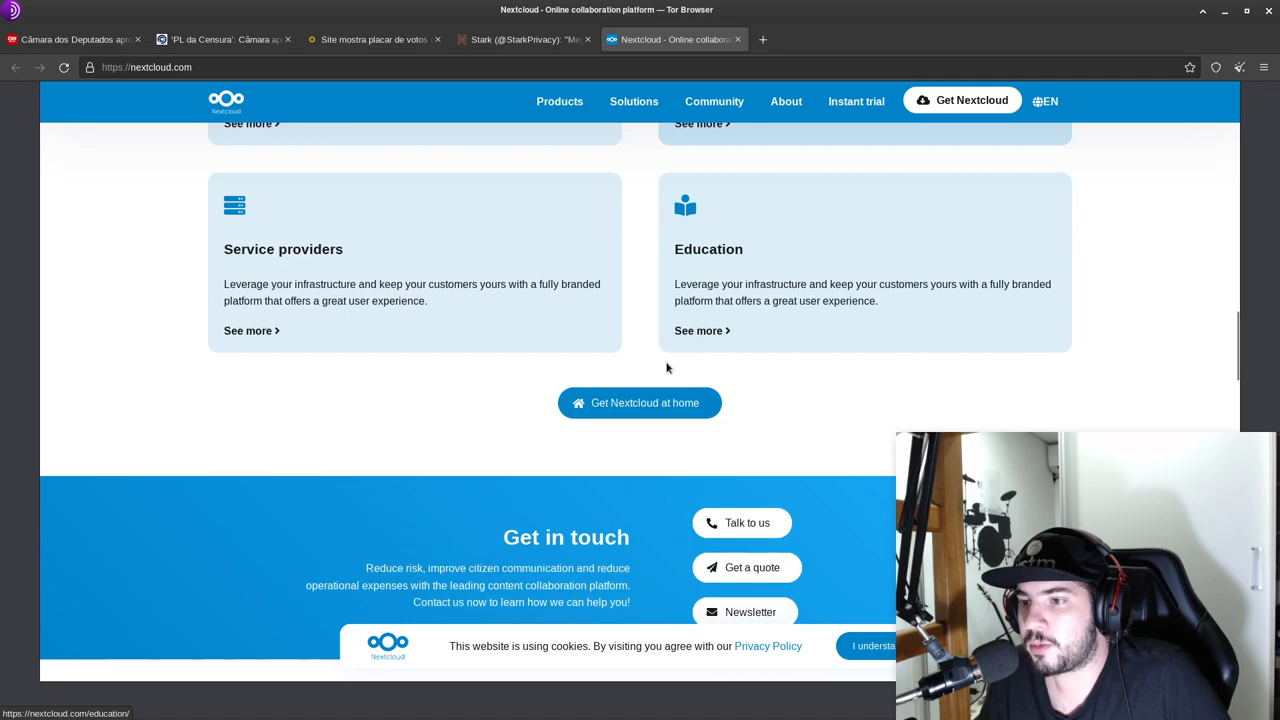 Nextcloud - Online collaboration platform — Tor Browser
Câmara dos Deputados apr
'PL da Censura': Câmara ap
Site mostra placar de votos
Stark (@StarkPrivacy): "Me
Nextcloud - Online collabora
https://nextcloud.com
Nextcloud
Products
Solutions
Community
About
Instant trial
Get Nextcloud
EN
See more
See more
Service providers
Leverage your infrastructure and keep your customers yours with a fully branded
platform that offers a great user experience.
See more
Education
Leverage your infrastructure and keep your customers yours with a fully branded
platform that offers a great user experience.
See more
Get Nextcloud at home
Get in touch
Reduce risk, improve citizen communication and reduce
operational expenses with the leading content collaboration platform.
Contact us now to learn how we can help you!
Talk to us
Get a quote
Newsletter
Nextcloud
This website is using cookies. By visiting you agree with our Privacy Policy
I understa
https://nextcloud.com/education/